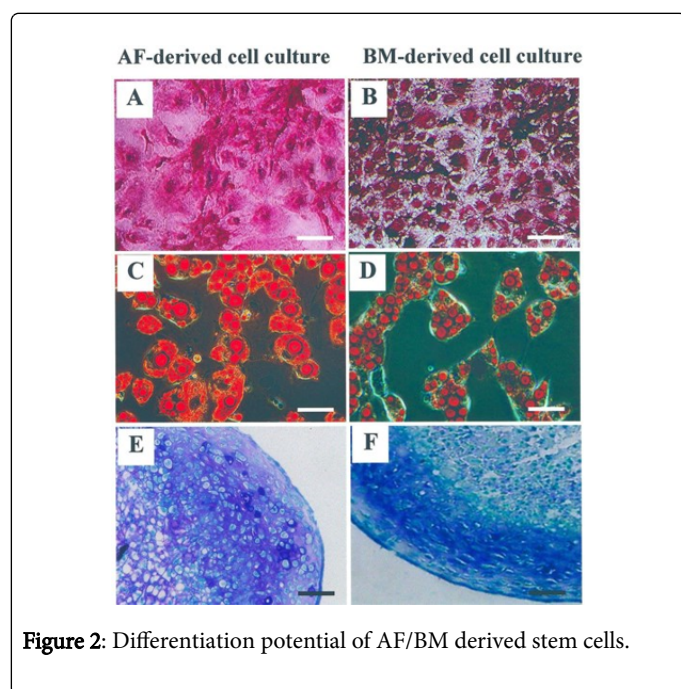 AF-derived cell culture BM-derived cell culture
A B
C D
E F
Figure 2: Differentiation potential of AF/BM derived stem cells.